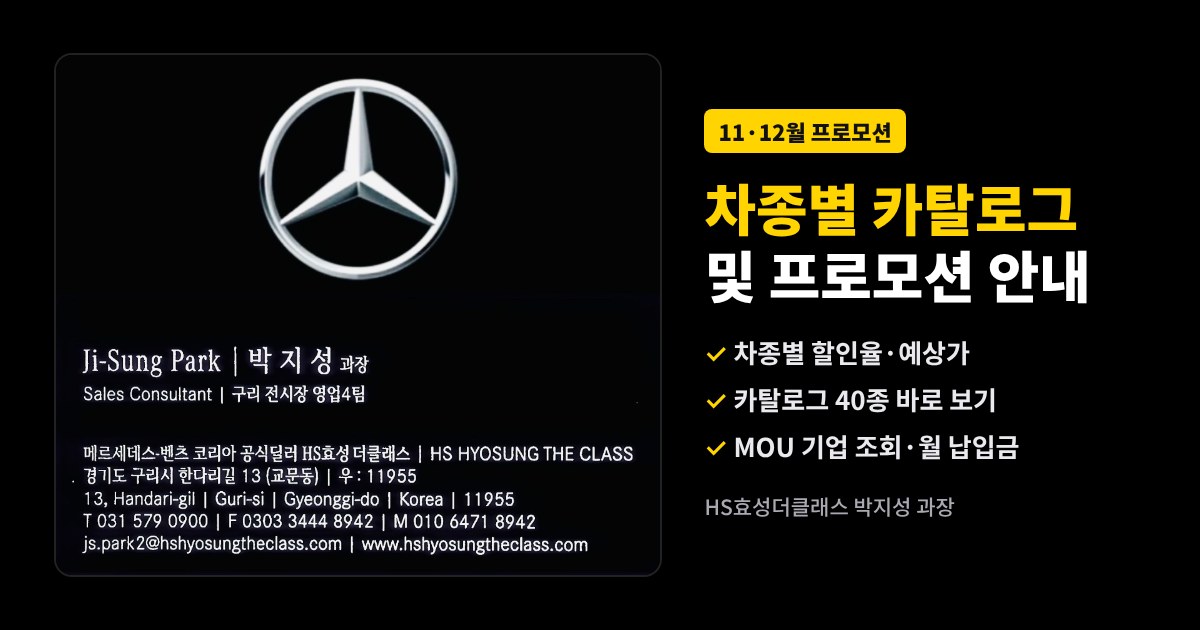 Ji-Sung Park | 박 지 성 과장
Sales Consultant | 구리 전시장 영업4팀
메르세데스-벤츠 코리아 공식딜러 HS효성더클래스 | HS HYOSUNG THE CLASS
경기도 구리시 한다리길 13 (교문동) | 우 : 11955
13, Handari-gil | Guri-si | Gyeonggi-do | Korea | 11955
T 031 579 0900 | F 0303 3444 8942 | M 010 6471 8942
js.park2@hshyosungtheclass.com | www.hshyosungtheclass.com
11·12월 프로모션
차종별 카탈로그
및 프로모션 안내
✓ 차종별 할인율·예상가
✓ 카탈로그 40종 바로 보기
✓ MOU 기업 조회·월 납입금
HS효성더클래스 박지성 과장